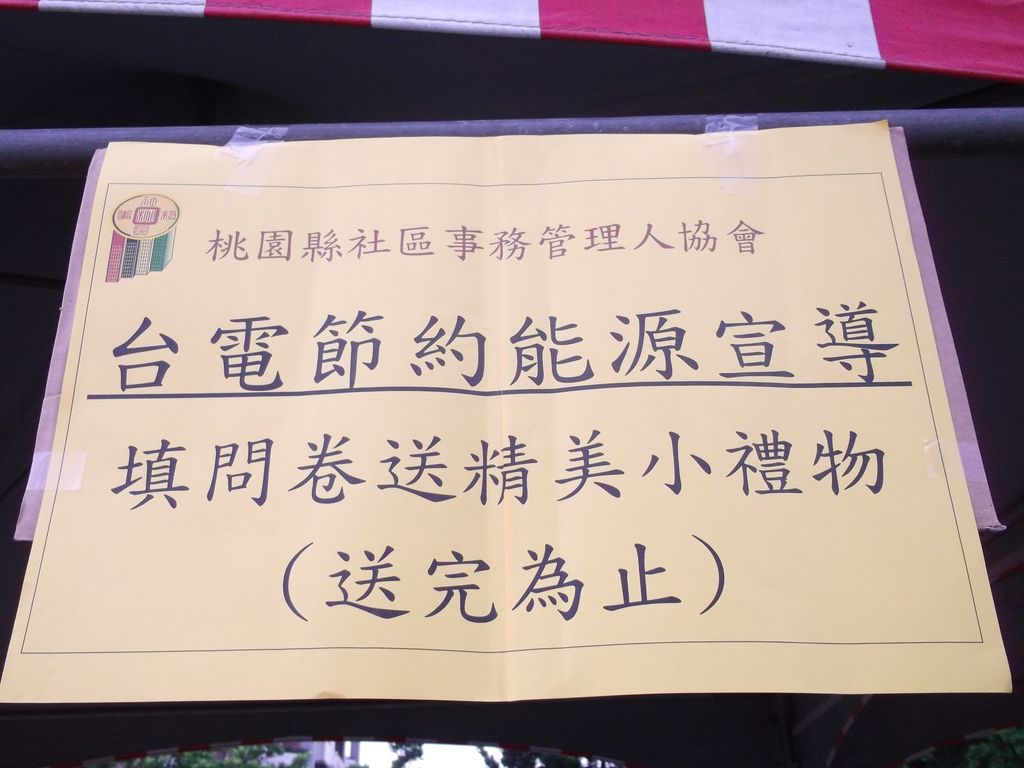 桃園縣社區事務管理人協會
台電節約能源宣導
填問卷送精美小禮物
(送完為止)